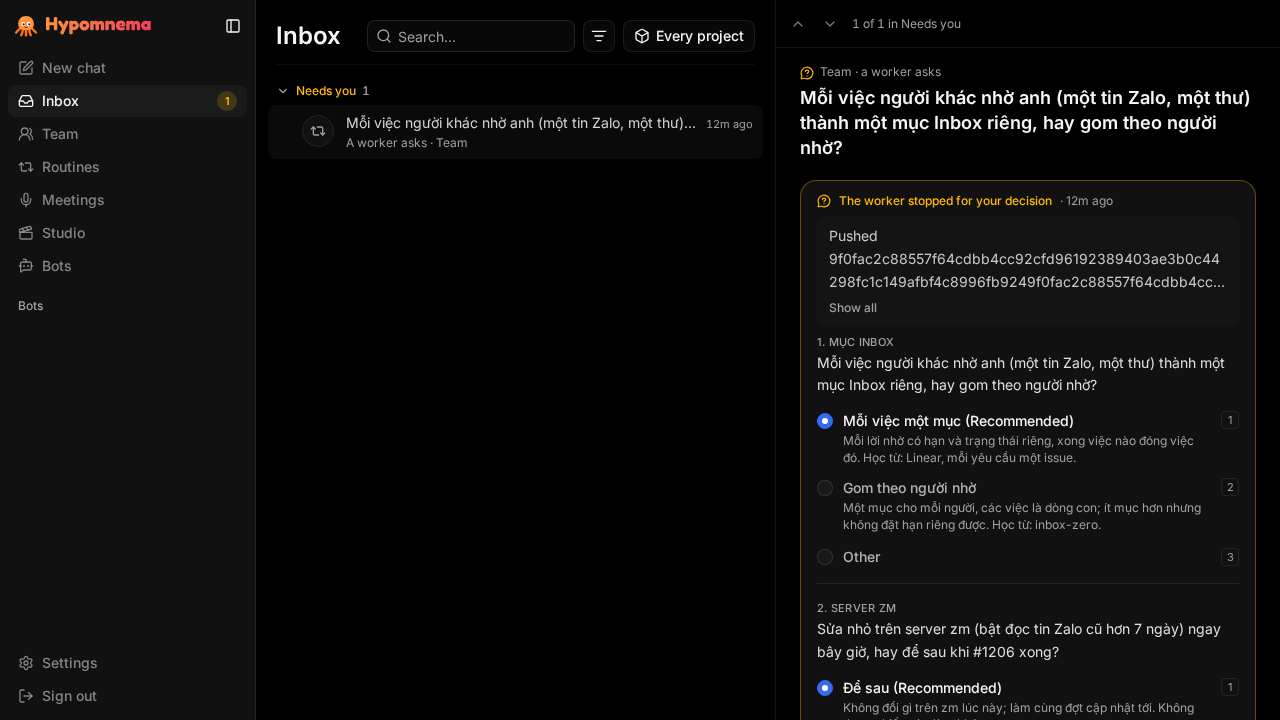 Hypomnema
New chat
Inbox
1
Team
Routines
Meetings
Studio
Bots
Bots
Settings
Sign out
Inbox
Search...
Every project
Needs you 1
Mỗi việc người khác nhờ anh (một tin Zalo, một thư)...
12m ago
A worker asks · Team
1 of 1 in Needs you
Team · a worker asks
Mỗi việc người khác nhờ anh (một tin Zalo, một thư)
thành một mục Inbox riêng, hay gom theo người
nhờ?
The worker stopped for your decision · 12m ago
Pushed
9f0fac2c88557f64cdbb4cc92cfd96192389403ae3b0c44
298fc1c149afbf4c8996fb9249f0fac2c88557f64cdbb4cc...
Show all
1. MỤC INBOX
Mỗi việc người khác nhờ anh (một tin Zalo, một thư) thành một
mục Inbox riêng, hay gom theo người nhờ?
Mỗi việc một mục (Recommended)
1
Mỗi lời nhờ có hạn và trạng thái riêng, xong việc nào đóng việc
đó. Học từ: Linear, mỗi yêu cầu một issue.
Gom theo người nhờ
2
Một mục cho mỗi người, các việc là dòng con; ít mục hơn nhưng
không đặt hạn riêng được. Học từ: inbox-zero.
Other
3
2. SERVER ZM
Sửa nhỏ trên server zm (bật đọc tin Zalo cũ hơn 7 ngày) ngay
bây giờ, hay để sau khi #1206 xong?
Để sau (Recommended)
1
Không đổi gì trên zm lúc này; làm cùng đợt cập nhật tới. Không